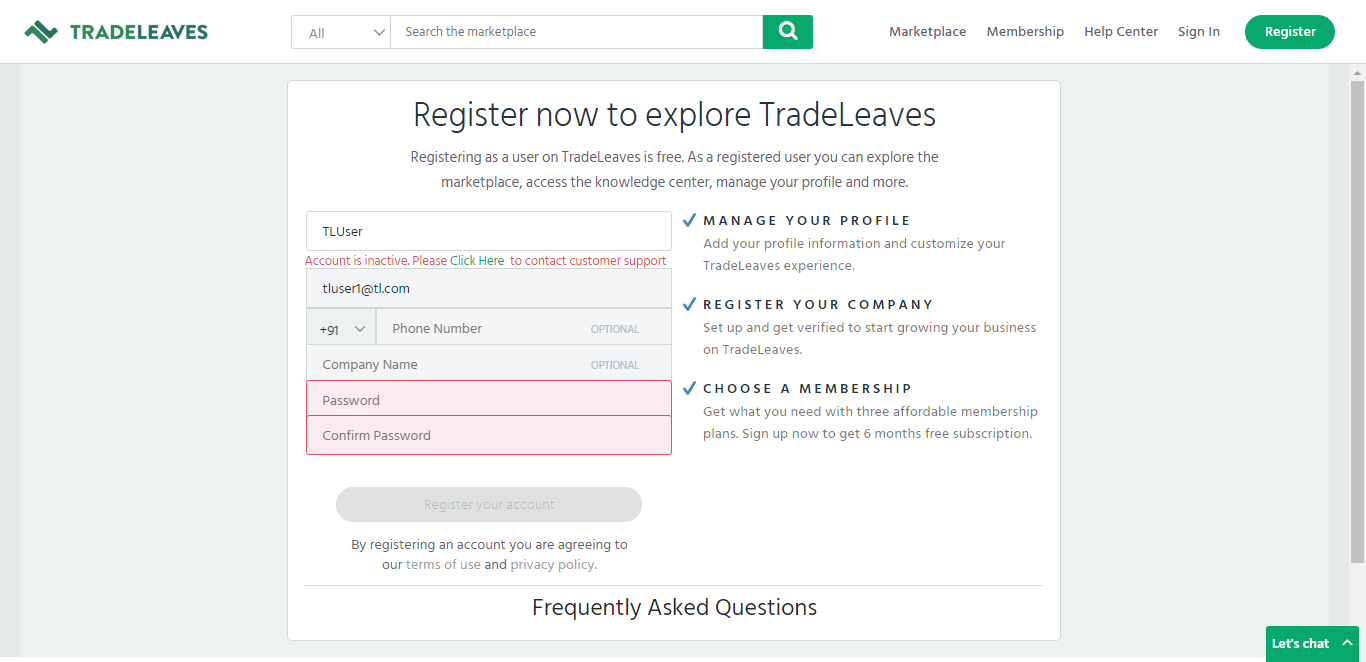 TRADELEAVES
All
Search the marketplace
Marketplace
Membership
Help Center
Sign In
Register
Register now to explore TradeLeaves
Registering as a user on TradeLeaves is free. As a registered user you can explore the
marketplace, access the knowledge center, manage your profile and more.
TLUser
Account is inactive. Please Click Here to contact customer support
tluser1@tl.com
+91
Phone Number
OPTIONAL
Company Name
OPTIONAL
Password
Confirm Password
Register your account
By registering an account you are agreeing to
our terms of use and privacy policy.
MANAGE YOUR PROFILE
Add your profile information and customize your
TradeLeaves experience.
REGISTER YOUR COMPANY
Set up and get verified to start growing your business
on TradeLeaves.
CHOOSE A MEMBERSHIP
Get what you need with three affordable membership
plans. Sign up now to get 6 months free subscription.
Frequently Asked Questions
Let's chat